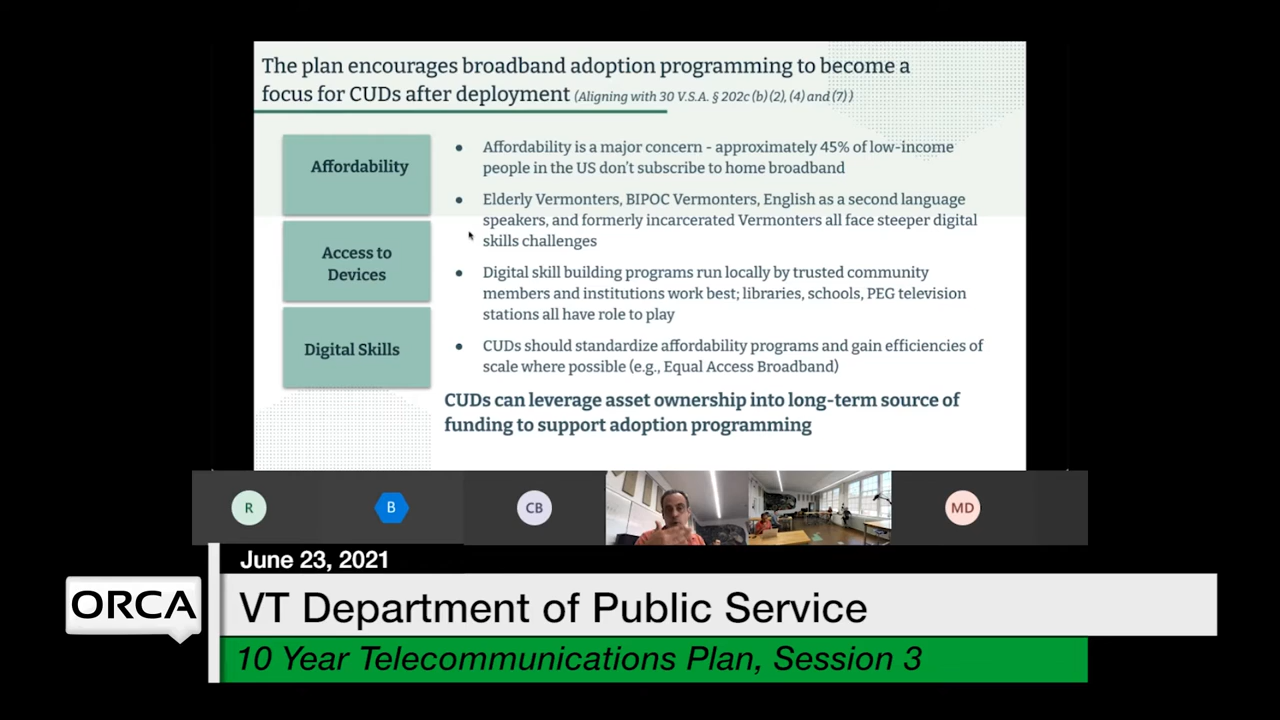 The plan encourages broadband adoption programming to become a
focus for CUDs after deployment (Aligning with 30 V.S.A. § 202c (b)(2), (4) and (7) )
Affordability
Access to
Devices
Digital Skills
• Affordability is a major concern - approximately 45% of low-income
people in the US don't subscribe to home broadband
• Elderly Vermonters, BIPOC Vermonters, English as a second language
speakers, and formerly incarcerated Vermonters all face steeper digital
skills challenges
• Digital skill building programs run locally by trusted community
members and institutions work best; libraries, schools, PEG television
stations all have role to play
• CUDs should standardize affordability programs and gain efficiencies of
scale where possible (e.g., Equal Access Broadband)
CUDs can leverage asset ownership into long-term source of
funding to support adoption programming
R B CB MD
June 23, 2021
ORCA
VT Department of Public Service
10 Year Telecommunications Plan, Session 3